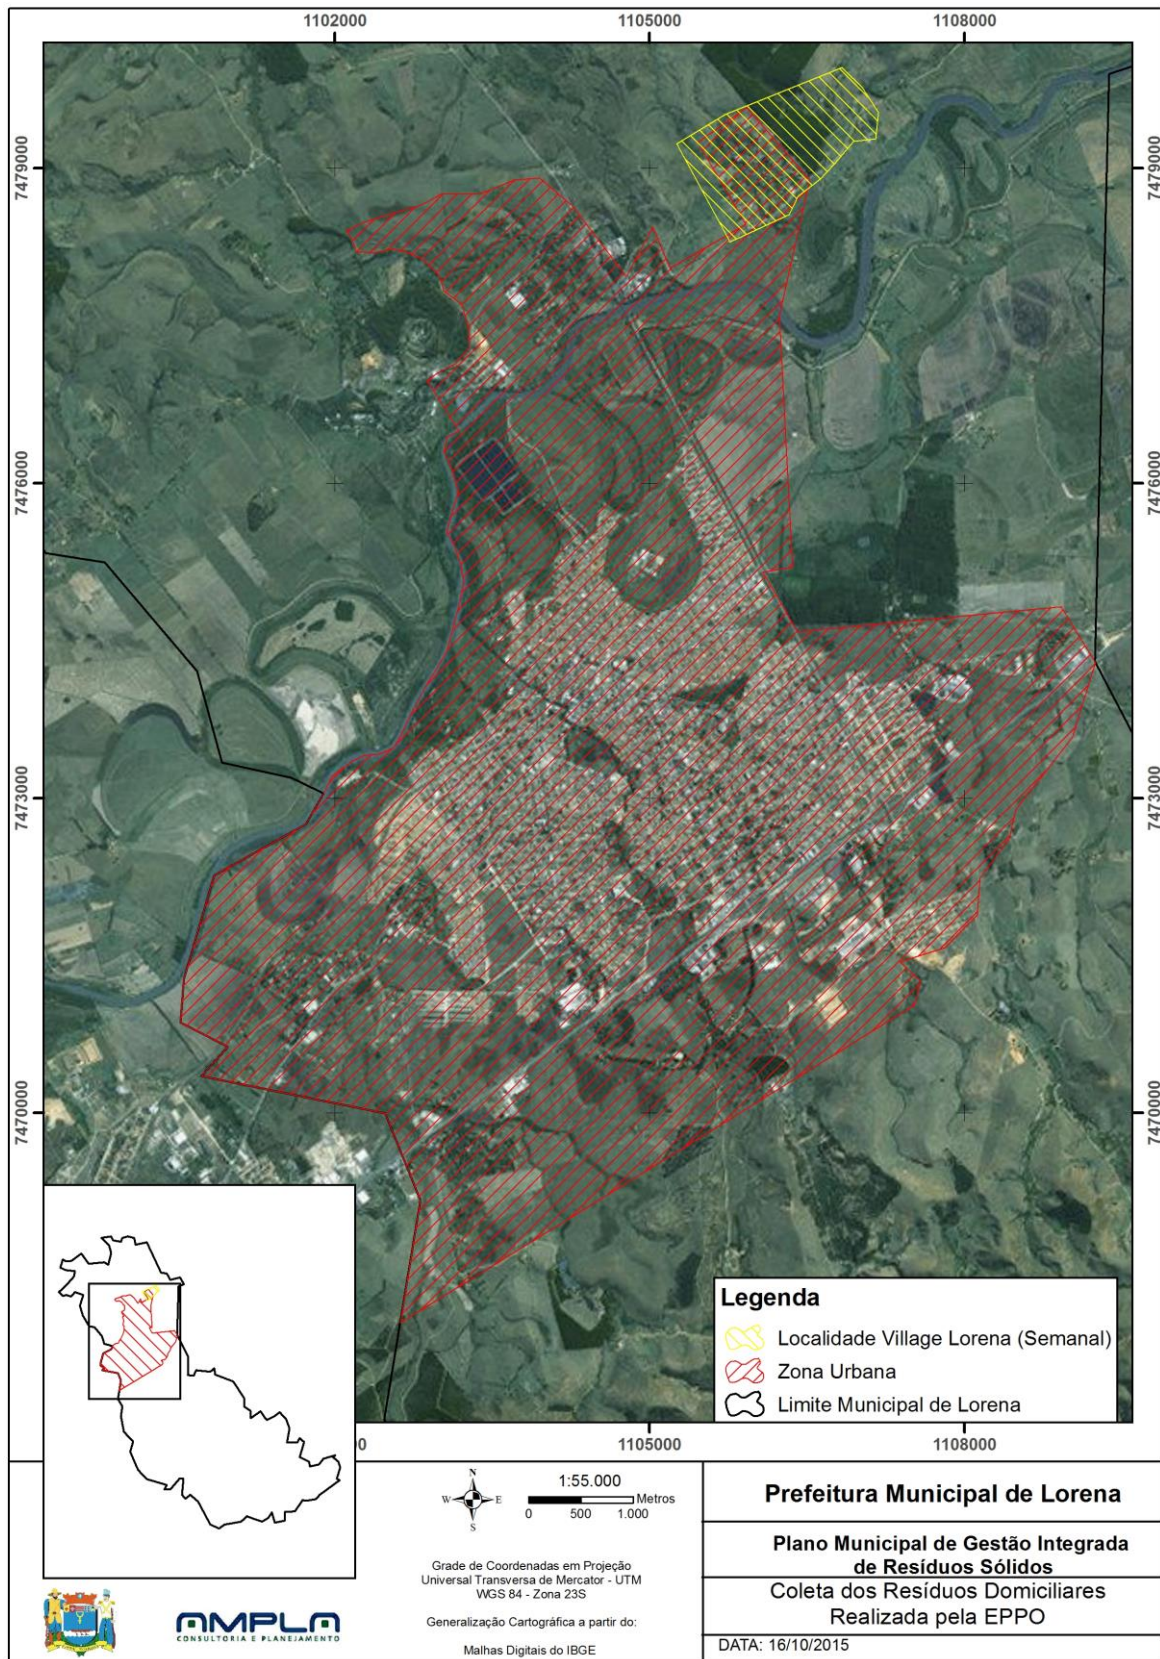 1102000 1105000 1108000
7479000 7479000
7476000 7476000
7473000 7473000
7470000 7470000
Legenda
Localidade Village Lorena (Semanal)
Zona Urbana
Limite Municipal de Lorena
00 1105000 1108000
N
W E
S
1:55.000
Metros
0 500 1.000
Grade de Coordenadas em Projeção
Universal Transversa de Mercator - UTM
WGS 84 - Zona 23S
Generalização Cartográfica a partir do:
Malhas Digitais do IBGE
AMPLA
CONSULTORIA E PLANEJAMENTO
Prefeitura Municipal de Lorena
Plano Municipal de Gestão Integrada
de Resíduos Sólidos
Coleta dos Resíduos Domiciliares
Realizada pela EPPO
DATA: 16/10/2015